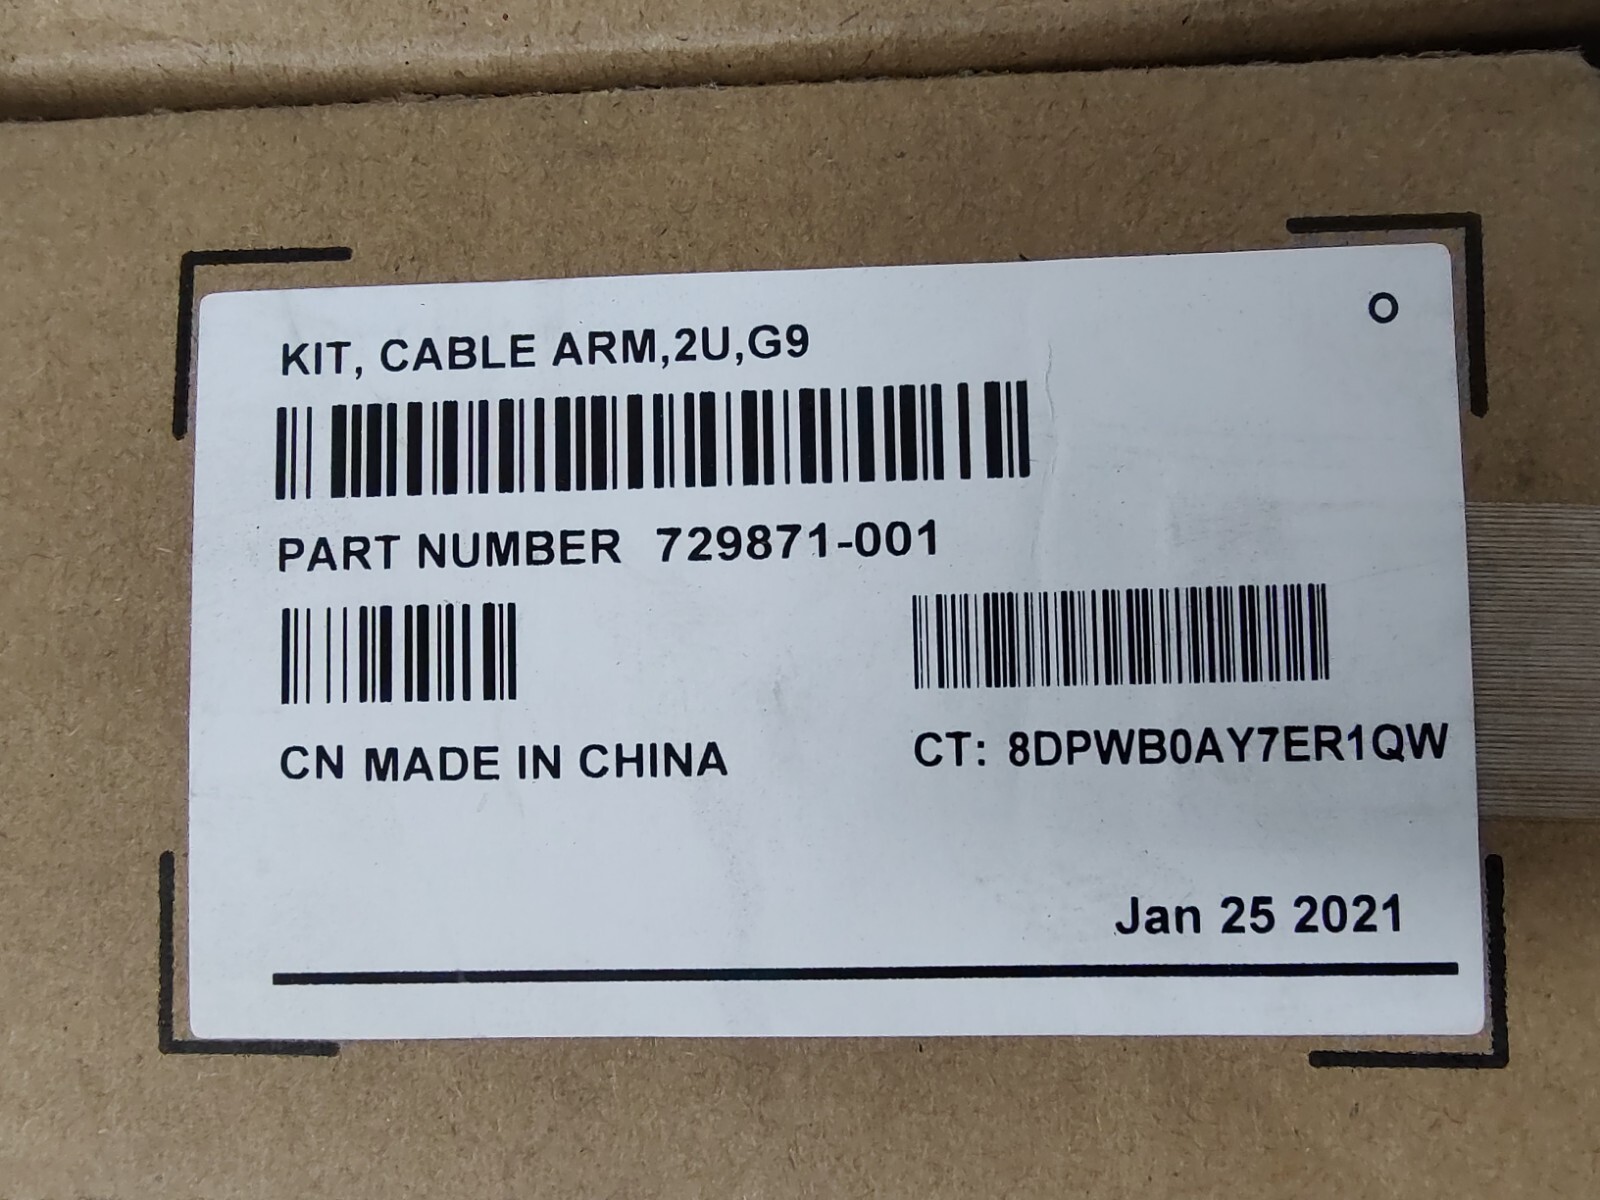 O
KIT, CABLE ARM,2U,G9
PART NUMBER 729871-001
CN MADE IN CHINA
CT: 8DPWB0AY7ER1QW
Jan 25 2021